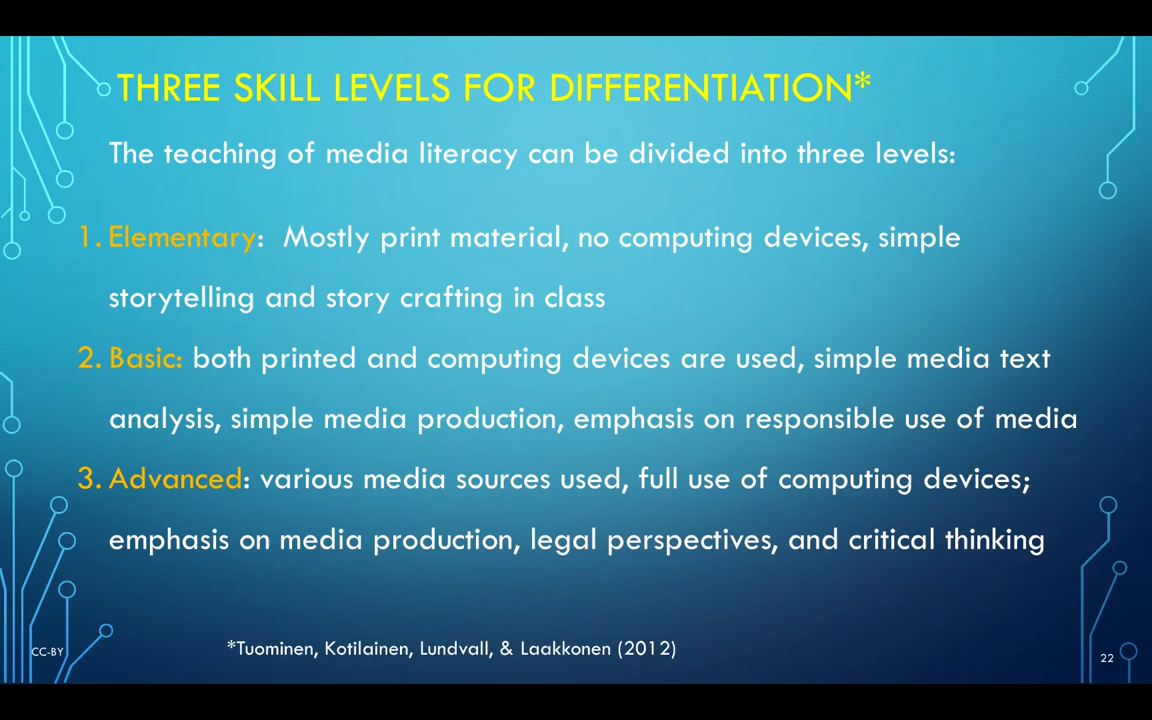 THREE SKILL LEVELS FOR DIFFERENTIATION*
The teaching of media literacy can be divided into three levels:
1. Elementary: Mostly print material, no computing devices, simple
storytelling and story crafting in class
2. Basic: both printed and computing devices are used, simple media text
analysis, simple media production, emphasis on responsible use of media
3. Advanced: various media sources used, full use of computing devices;
emphasis on media production, legal perspectives, and critical thinking
*Tuominen, Kotilainen, Lundvall, & Laakkonen (2012)
CC-BY
22